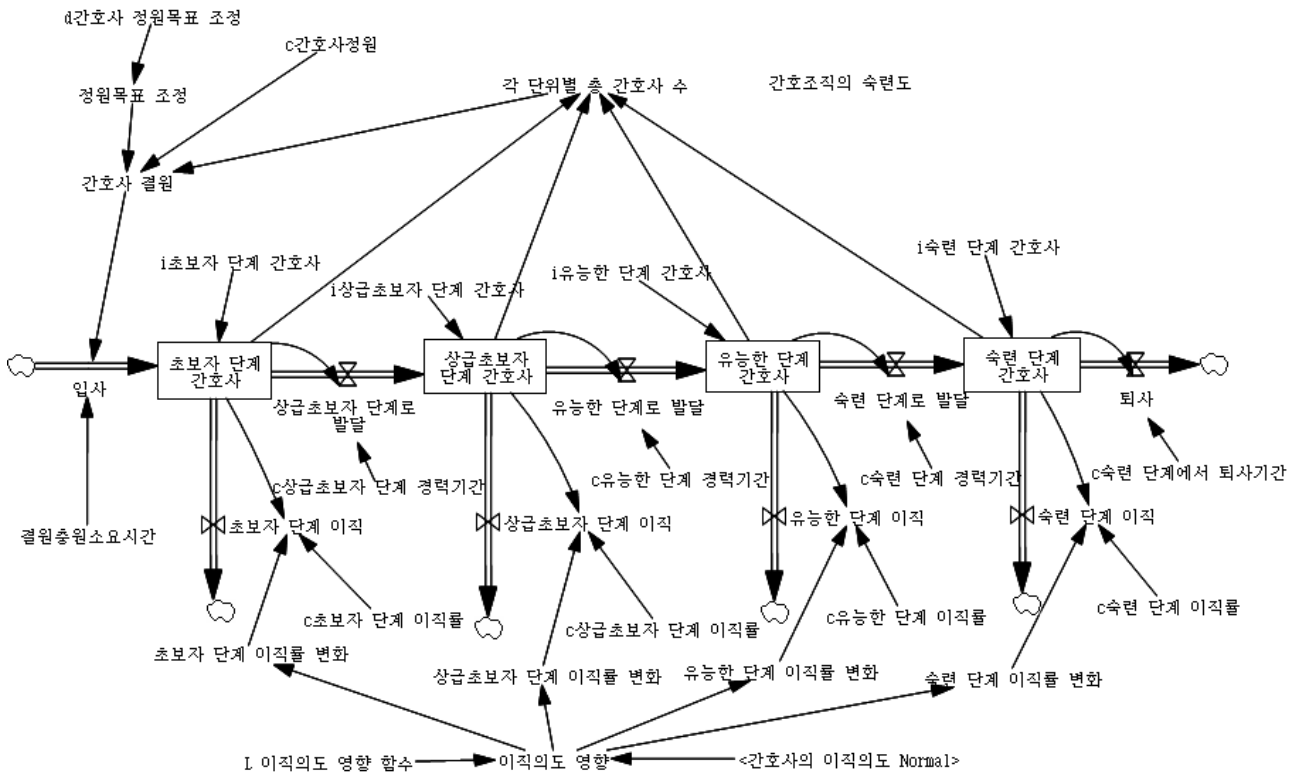 d간호사 정원목표 조정
c간호사정원
정원목표 조정
각 단위별 총 간호사 수
간호조직의 숙련도
간호사 결원
i초보자 단계 간호사
i상급초보자 단계 간호사
i유능한 단계 간호사
i숙련 단계 간호사
초보자 단계
간호사
상급초보자
단계 간호사
유능한 단계
간호사
숙련 단계
간호사
입사
상급초보자 단계로
발달
유능한 단계로 발달
숙련 단계로 발달
퇴사
c상급초보자 단계 경력기간
c유능한 단계 경력기간
c숙련 단계 경력기간
c숙련 단계에서 퇴사기간
결원충원소요시간
초보자 단계 이직
상급초보자 단계 이직
유능한 단계 이직
숙련 단계 이직
c초보자 단계 이직률
c상급초보자 단계 이직률
c유능한 단계 이직률
c숙련 단계 이직률
초보자 단계 이직률 변화
상급초보자 단계 이직률 변화
유능한 단계 이직률 변화
숙련 단계 이직률 변화
L 이직의도 영향 함수
이직의도 영향
<간호사의 이직의도 Normal>